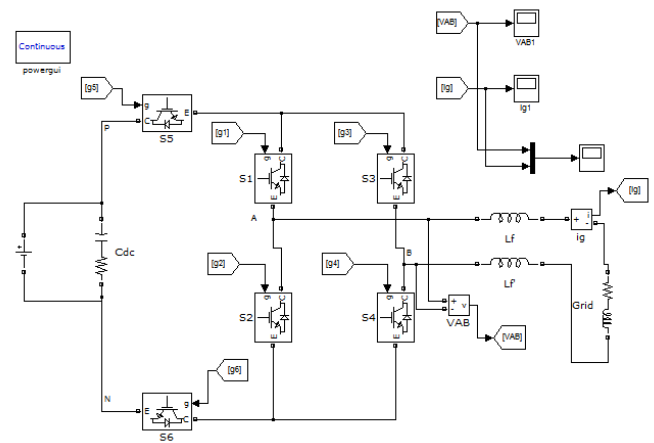 Continuous
powergui
[VAB]
VAB1
[Ig]
Ig1
[g5]
g
E
C
S5
P
[g1]
g
C
S1
E
[g3]
g
C
S3
E
[Ig]
A
Lf
+
-
i
ig
B
Lf'
Cdc
+
[g2]
g
C
S2
E
[g4]
g
C
S4
E
+
-
v
VAB
[VAB]
Grid
N
E
g
C
S6
[g6]